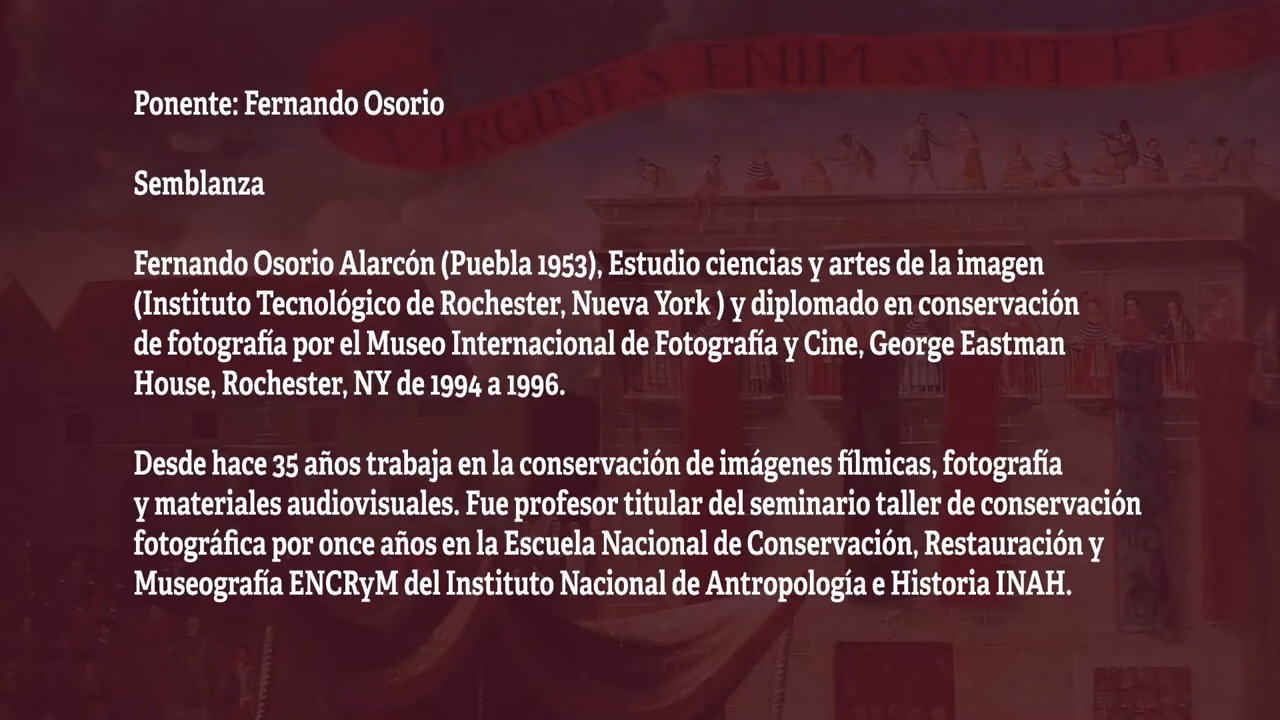 VIRGINES ENIM SVNT ET S
Ponente: Fernando Osorio
Semblanza
Fernando Osorio Alarcón (Puebla 1953), Estudio ciencias y artes de la imagen
(Instituto Tecnológico de Rochester, Nueva York ) y diplomado en conservación
de fotografía por el Museo Internacional de Fotografía y Cine, George Eastman
House, Rochester, NY de 1994 a 1996.
Desde hace 35 años trabaja en la conservación de imágenes fílmicas, fotografía
y materiales audiovisuales. Fue profesor titular del seminario taller de conservación
fotográfica por once años en la Escuela Nacional de Conservación, Restauración y
Museografía ENCRyM del Instituto Nacional de Antropología e Historia INAH.